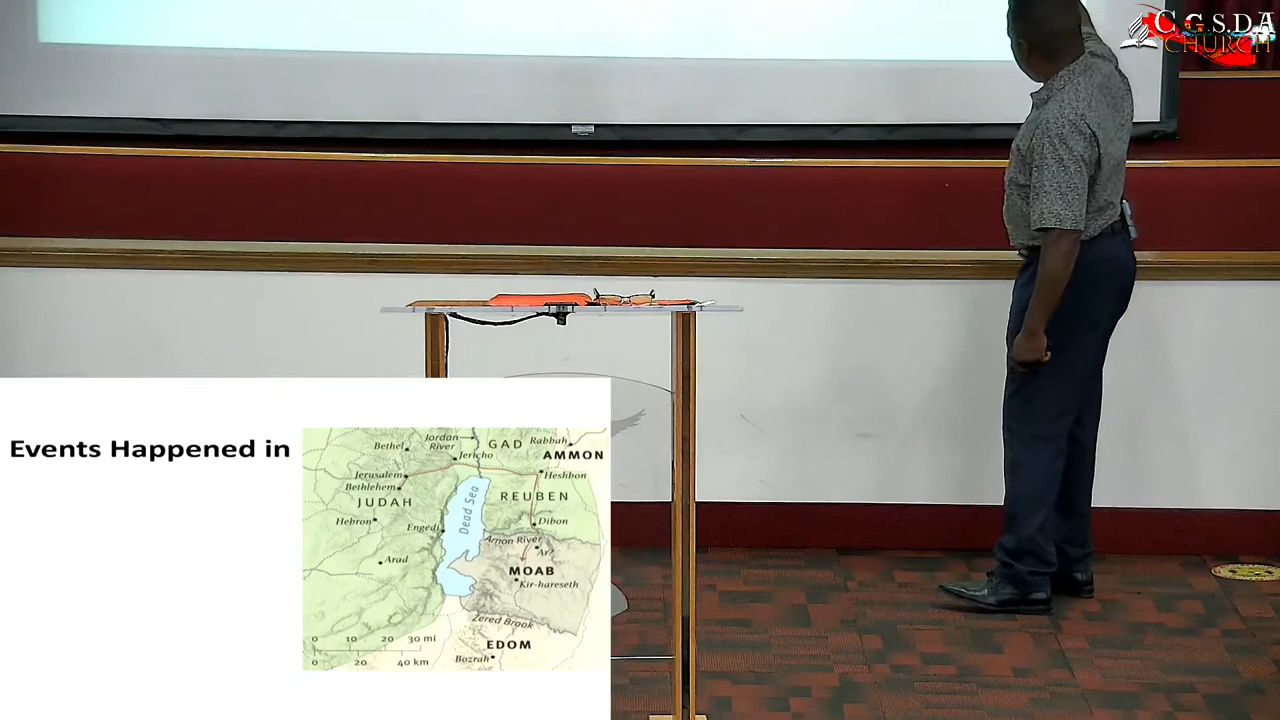 C G S.D.A
CHURCH
Events Happened in
Jordan
River
GAD
Rabbah
Bethel
AMMON
Jericho
Jerusalem
Heshbon
Bethlehem
JUDAH
REUBEN
Dead Sea
Hebron
Engedi
Dibon
Arnon River
Ar?
Arad
MOAB
Kir-hareseth
Zered Brook
0 10 20 30 mi
EDOM
0 20 40 km
Bozrah